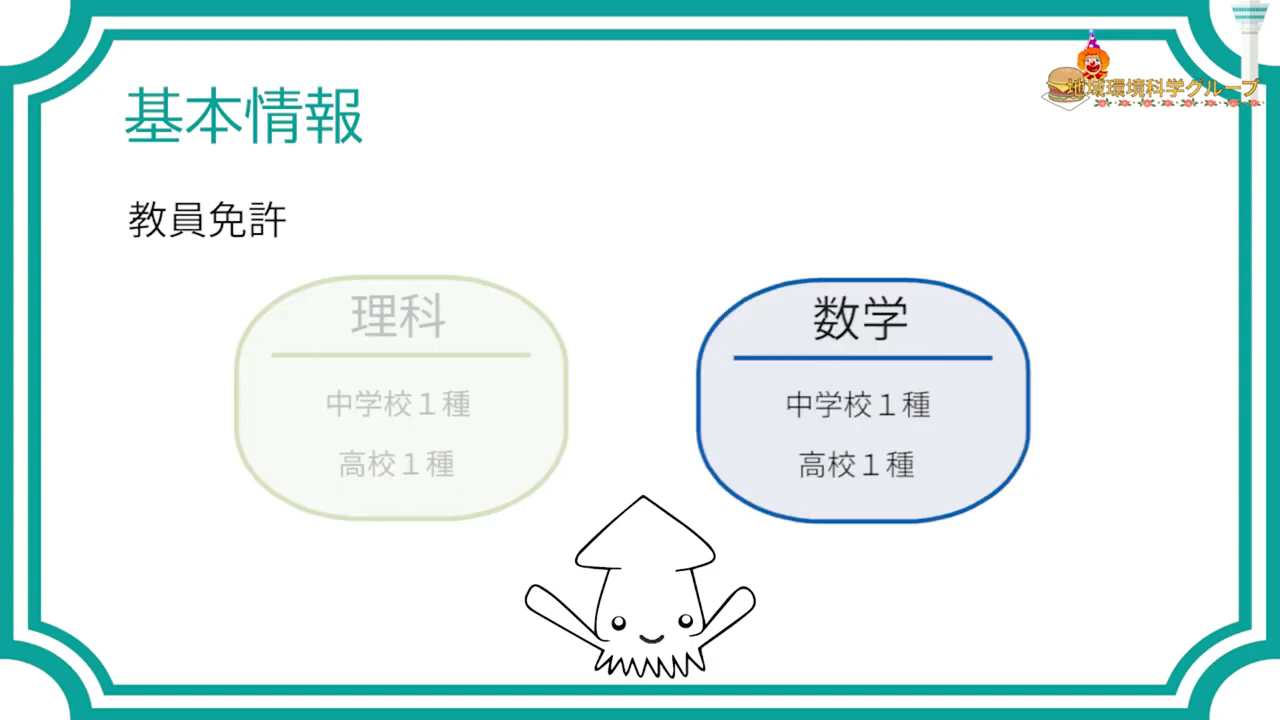 地域環境科学グループ
基本情報
教員免許
理科
中学校１種
高校１種
数学
中学校１種
高校１種